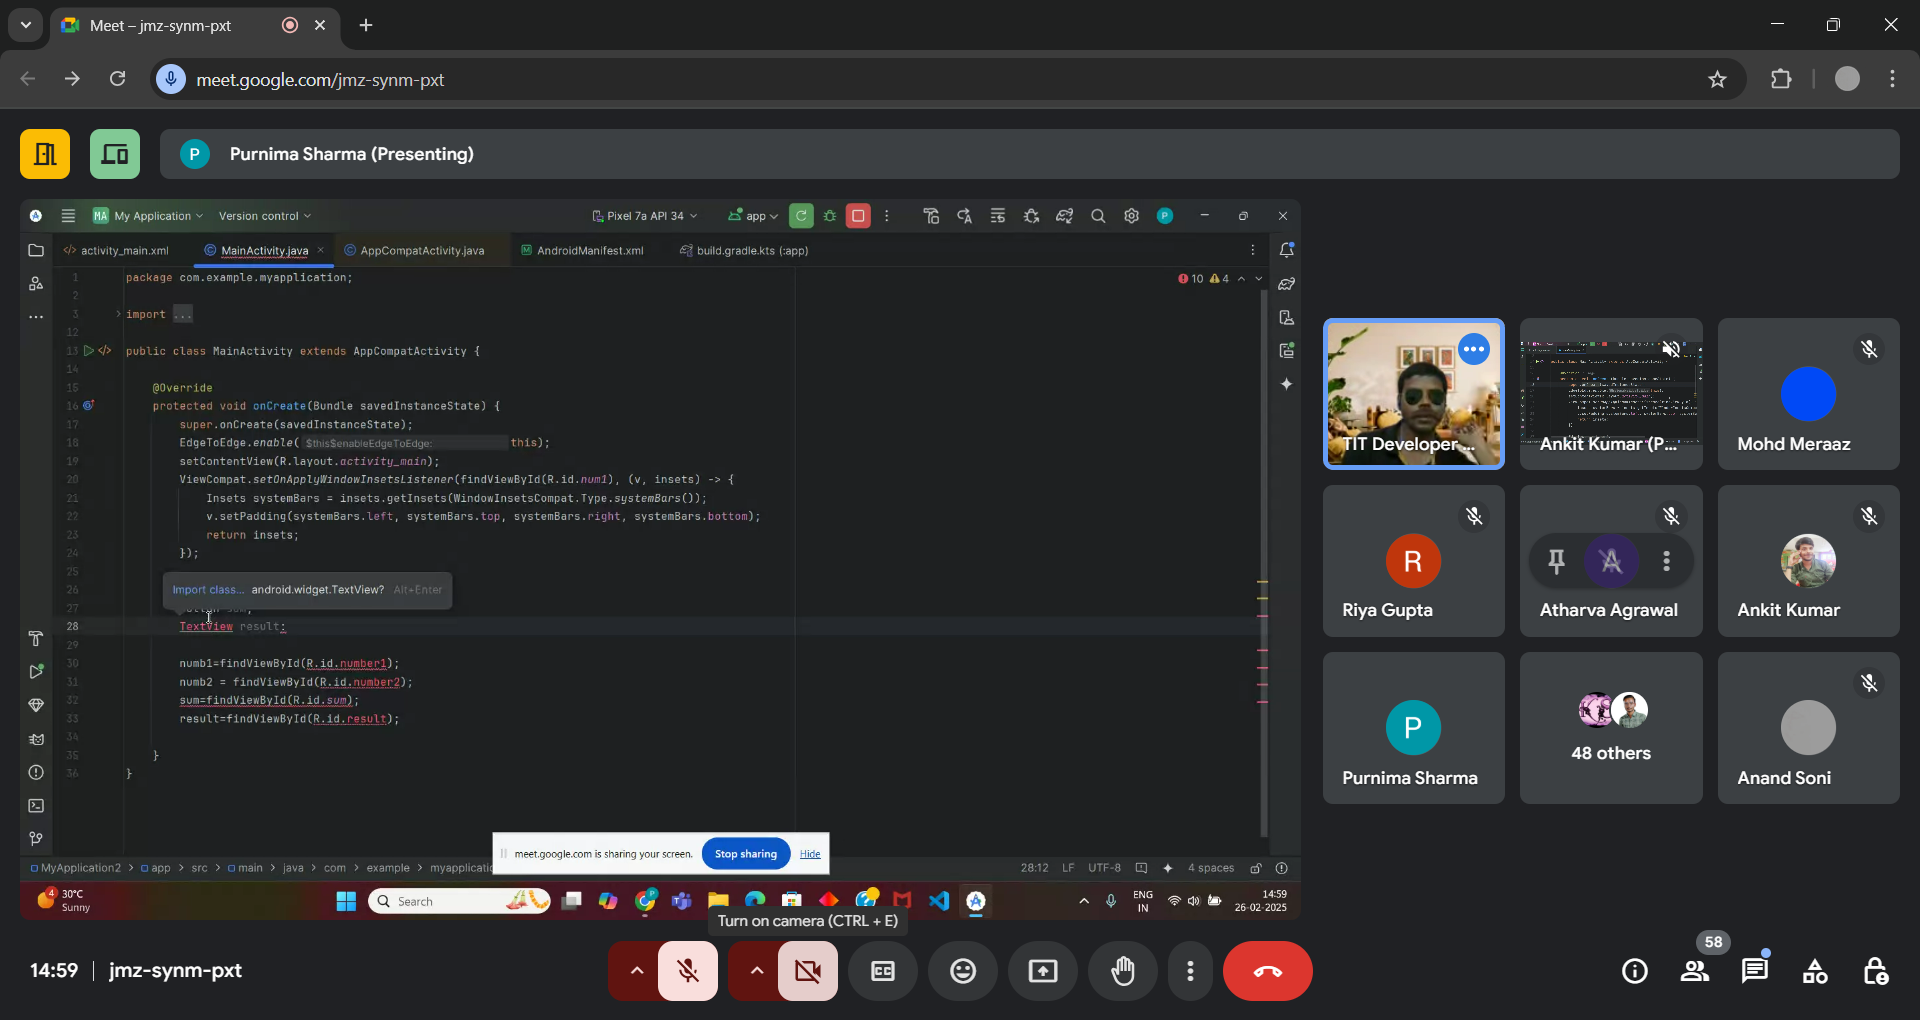 Meet – jmz-synm-pxt
meet.google.com/jmz-synm-pxt
P Purnima Sharma (Presenting)
MA My Application Version control Pixel 7a API 34 app P
activity_main.xml MainActivity.java AppCompatActivity.java AndroidManifest.xml build.gradle.kts (:app)
1 package com.example.myapplication; 10 4
2
3 import ...
12
13 public class MainActivity extends AppCompatActivity {
14
15 @Override
16 protected void onCreate(Bundle savedInstanceState) {
17 super.onCreate(savedInstanceState);
18 EdgeToEdge.enable( $this$enableEdgeToEdge: this);
19 setContentView(R.layout.activity_main);
20 ViewCompat.setOnApplyWindowInsetsListener(findViewById(R.id.num1), (v, insets) -> {
21 Insets systemBars = insets.getInsets(WindowInsetsCompat.Type.systemBars());
22 v.setPadding(systemBars.left, systemBars.top, systemBars.right, systemBars.bottom);
23 return insets;
24 });
25
26 Import class... android.widget.TextView? Alt+Enter
27
28 TextView result;
29
30 numb1=findViewById(R.id.number1);
31 numb2 = findViewById(R.id.number2);
32 sum=findViewById(R.id.sum);
33 result=findViewById(R.id.result);
34
35 }
36 }
meet.google.com is sharing your screen. Stop sharing Hide
MyApplication2 > app > src > main > java > com > example > myapplicatio 28:12 LF UTF-8 4 spaces
4 30°C
Sunny
Search
ENG
IN
14:59
26-02-2025
Turn on camera (CTRL + E)
TIT Developer ...
Ankit Kumar (P...
Mohd Meraaz
R
Riya Gupta
A
Atharva Agrawal
Ankit Kumar
P
Purnima Sharma
48 others
Anand Soni
14:59 | jmz-synm-pxt
58